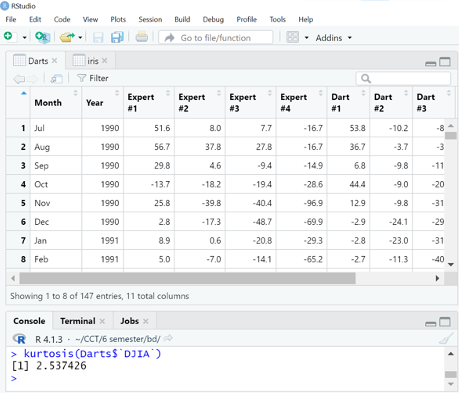 RStudio
File Edit Code View Plots Session Build Debug Profile Tools Help
Go to file/function Addins
Darts iris
Filter
Month Year Expert #1 Expert #2 Expert #3 Expert #4 Dart #1 Dart #2 Dart #3
1 Jul 1990 51.6 8.0 7.7 -16.7 53.8 -10.2 -8
2 Aug 1990 56.7 37.8 27.8 -16.7 36.7 -3.7 -3
3 Sep 1990 29.8 4.6 -9.4 -14.9 6.8 -9.8 -11
4 Oct 1990 -13.7 -18.2 -19.4 -28.6 44.4 -9.0 -20
5 Nov 1990 25.8 -39.8 -40.4 -96.9 12.9 -9.8 -31
6 Dec 1990 2.8 -17.3 -48.7 -69.9 -2.9 -24.1 -29
7 Jan 1991 8.9 0.6 -20.8 -29.3 -2.8 -23.0 -31
8 Feb 1991 5.0 -7.0 -14.1 -65.2 -2.7 -11.3 -40
Showing 1 to 8 of 147 entries, 11 total columns
Console Terminal Jobs
R 4.1.3 · ~/CCT/6 semester/bd/
> kurtosis(Darts$`DJIA`)
[1] 2.537426
>